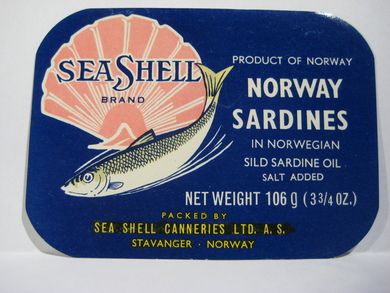 SEA SHELL
BRAND
PRODUCT OF NORWAY
NORWAY
SARDINES
IN NORWEGIAN
SILD SARDINE OIL
SALT ADDED
NET WEIGHT 106 g (3 3/4 OZ.)
PACKED BY
SEA SHELL CANNERIES LTD. A. S.
STAVANGER · NORWAY